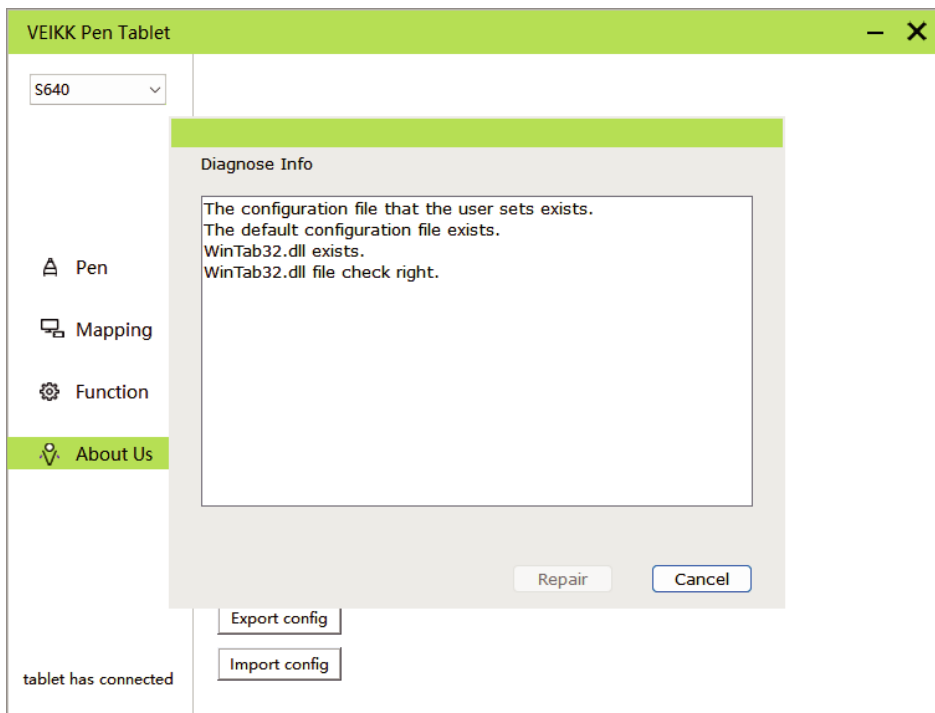 VEIKK Pen Tablet
S640
Diagnose Info
The configuration file that the user sets exists.
The default configuration file exists.
WinTab32.dll exists.
WinTab32.dll file check right.
Pen
Mapping
Function
About Us
Repair
Cancel
Export config
Import config
tablet has connected